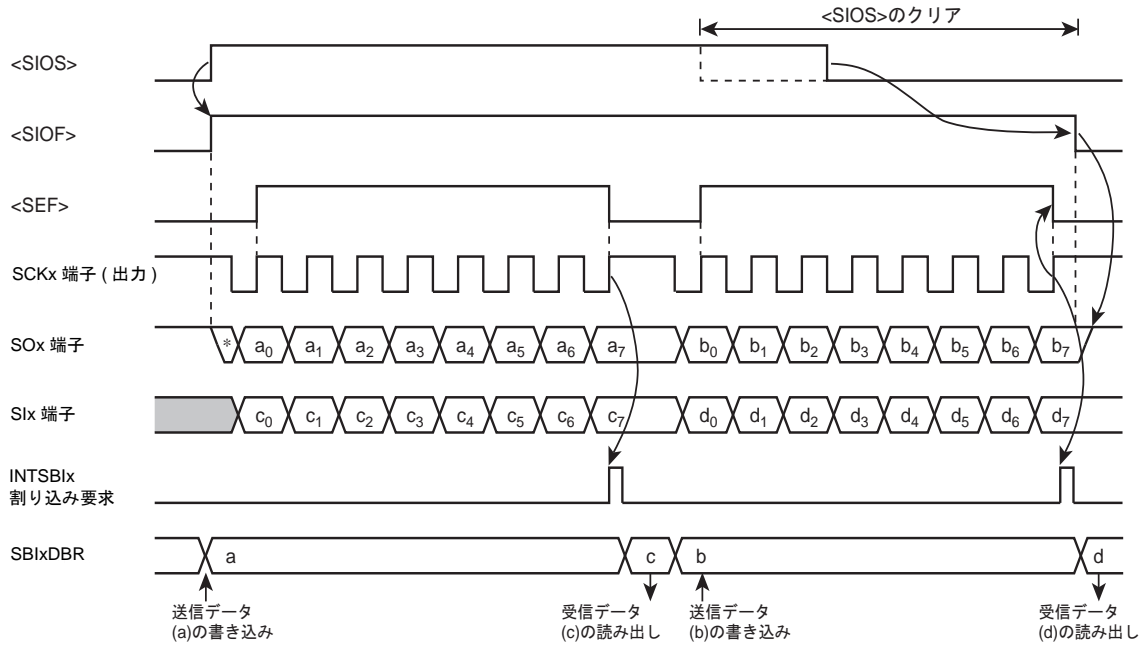 <SIOS>のクリア
<SIOS>
<SIOF>
<SEF>
SCKx 端子 ( 出力 )
SOx 端子
* a0 a1 a2 a3 a4 a5 a6 a7 b0 b1 b2 b3 b4 b5 b6 b7
SIx 端子
c0 c1 c2 c3 c4 c5 c6 c7 d0 d1 d2 d3 d4 d5 d6 d7
INTSBIx
割り込み要求
SBIxDBR
a c b d
送信データ
(a)の書き込み
受信データ
(c)の読み出し
送信データ
(b)の書き込み
受信データ
(d)の読み出し